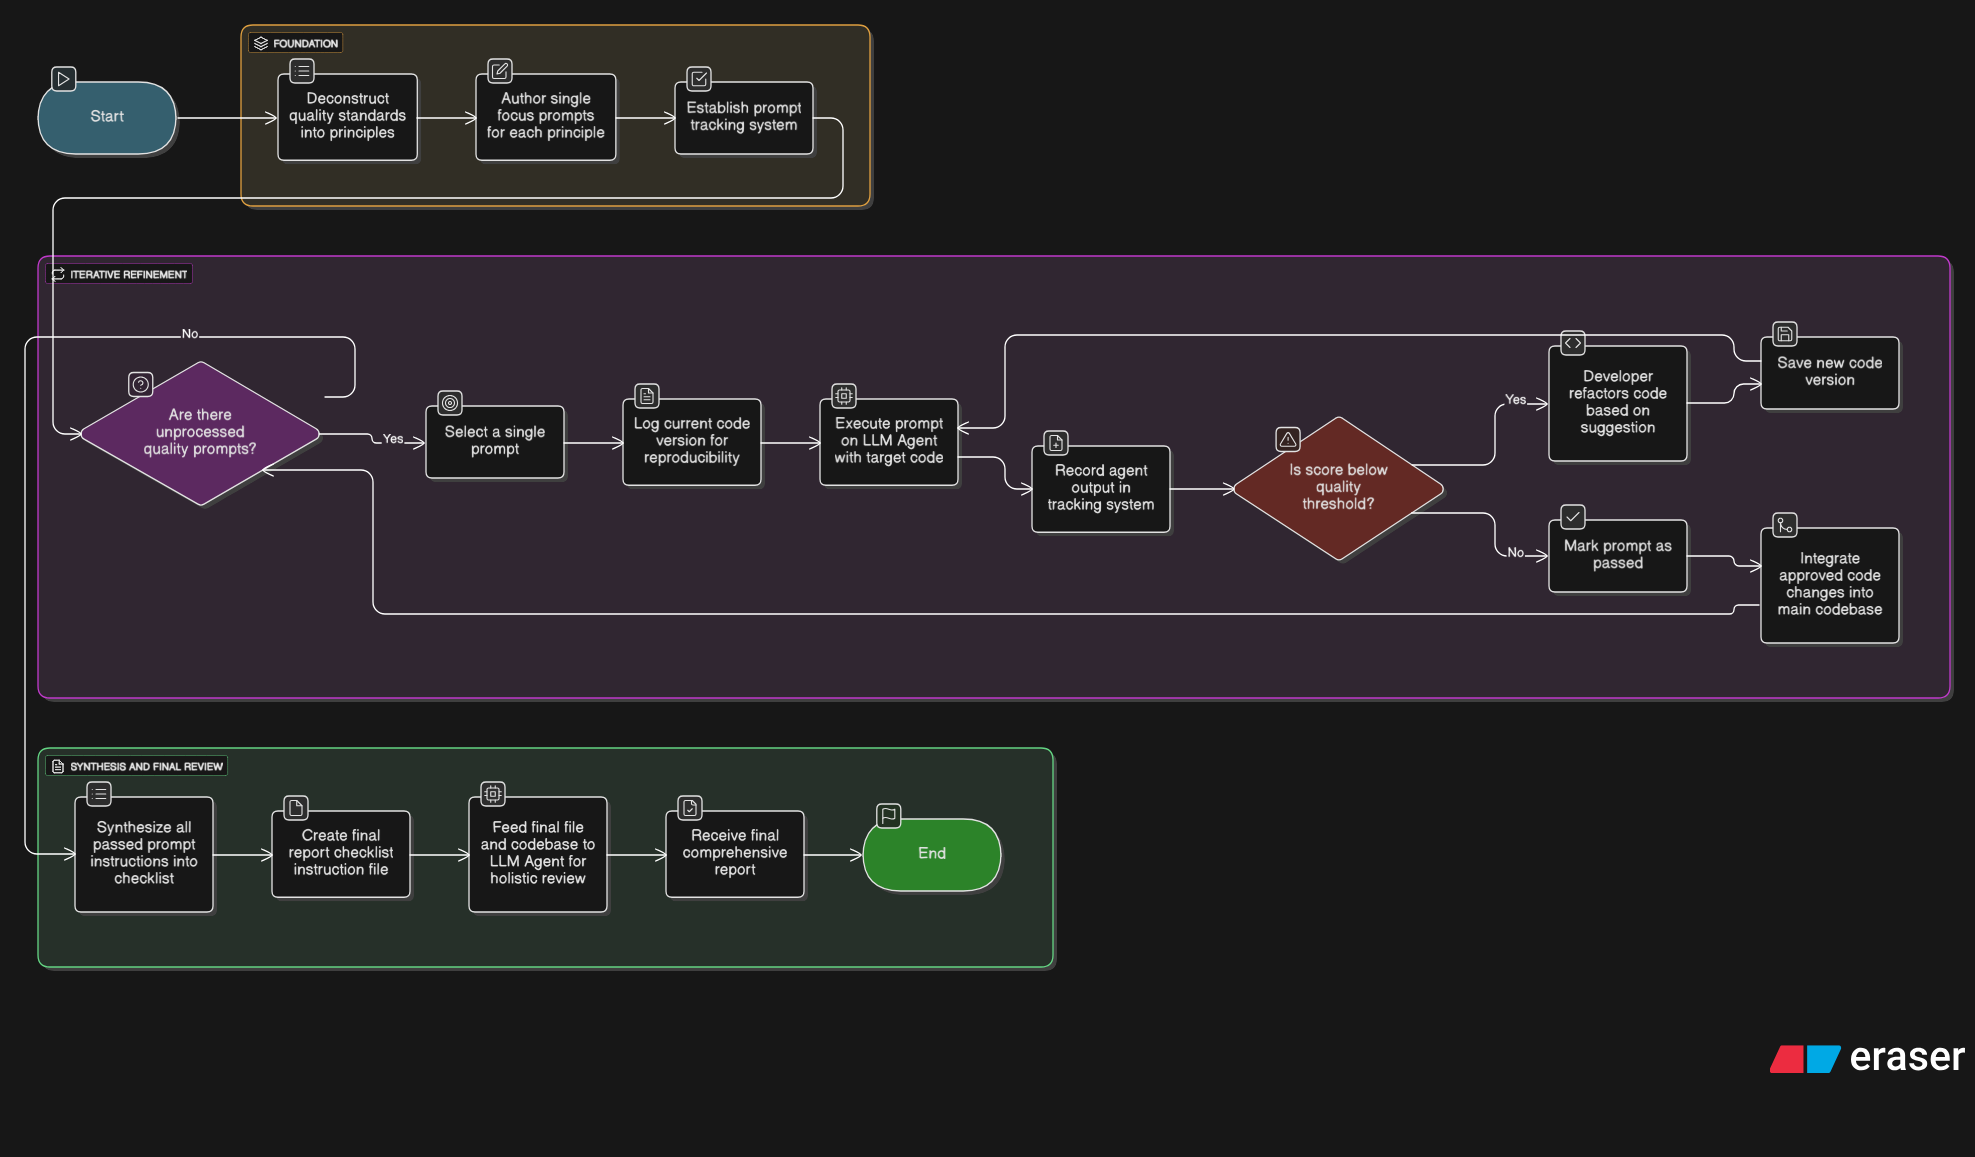 FOUNDATION
Start
Deconstruct
quality standards
into principles
Author single
focus prompts
for each principle
Establish prompt
tracking system
ITERATIVE REFINEMENT
No
Are there
unprocessed
quality prompts?
Yes
Select a single
prompt
Log current code
version for
reproducibility
Execute prompt
on LLM Agent
with target code
Record agent
output in
tracking system
Is score below
quality
threshold?
Yes
Developer
refactors code
based on
suggestion
Save new code
version
No
Mark prompt as
passed
Integrate
approved code
changes into
main codebase
SYNTHESIS AND FINAL REVIEW
Synthesize all
passed prompt
instructions into
checklist
Create final
report checklist
instruction file
Feed final file
and codebase to
LLM Agent for
holistic review
Receive final
comprehensive
report
End
eraser